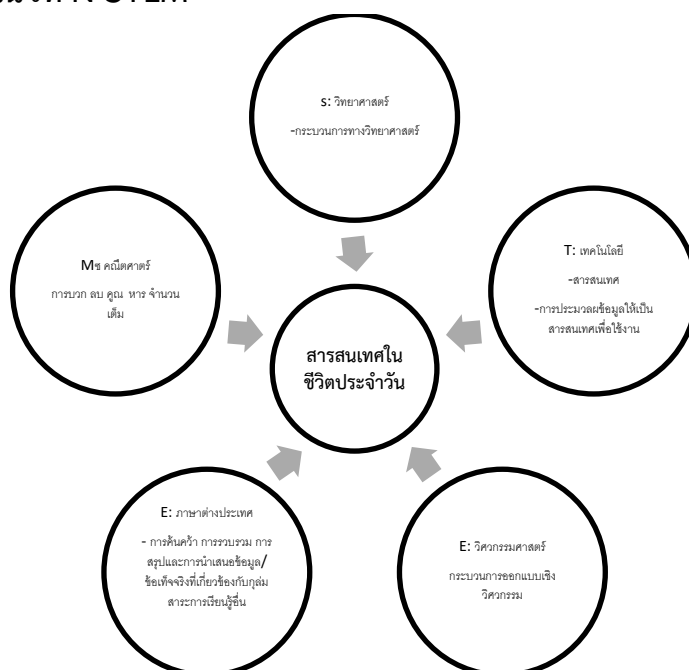 S: วิทยาศาสตร์
-กระบวนการทางวิทยาศาสตร์
Mซ คณิตศาตร์
การบวก ลบ คูณ หาร จำนวน
เต็ม
T: เทคโนโลยี
-สารสนเทศ
-การประมวลผข้อมูลให้เป็น
สารสนเทศเพื่อใช้งาน
สารสนเทศใน
ชีวิตประจำวัน
E: ภาษาต่างประเทศ
- การค้นคว้า การรวบรวม การ
สรุปและการนำเสนอข้อมูล/
ข้อเท็จจริงที่เกี่ยวข้องกับกุล่ม
สาระการเรียนรู้อื่น
E: วิศวกรรมศาสตร์
กระบวนการออกแบบเชิง
วิศวกรรม